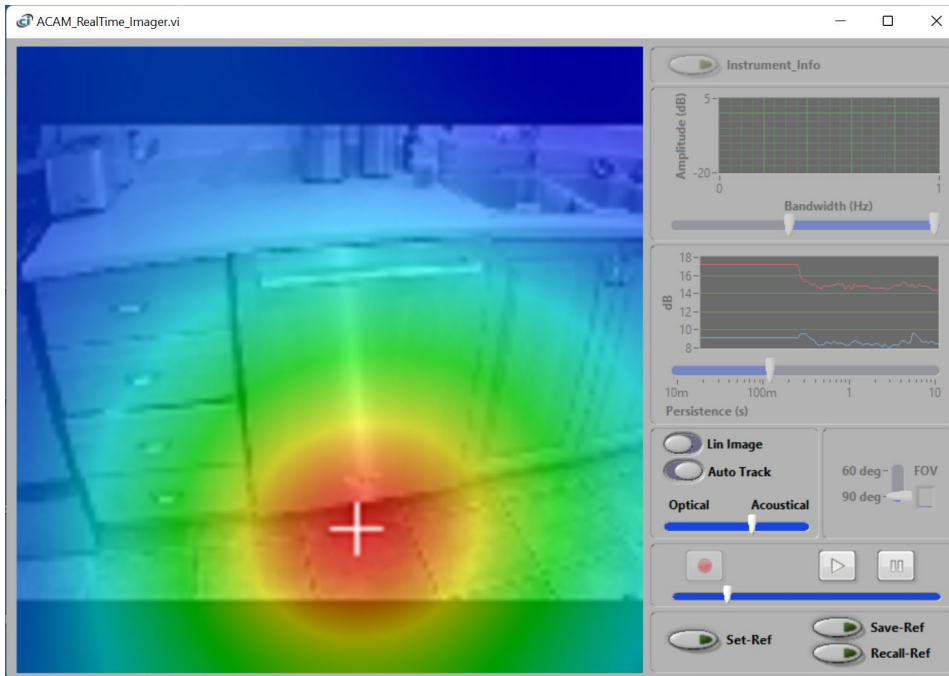 ACAM_RealTime_Imager.vi
Instrument_Info
Amplitude (dB)
5
-20
0 1
Bandwidth (Hz)
dB
18
16
14
12
10
8
10m 100m 1 10
Persistence (s)
Lin Image
Auto Track
Optical Acoustical
60 deg FOV
90 deg
Set-Ref
Save-Ref
Recall-Ref